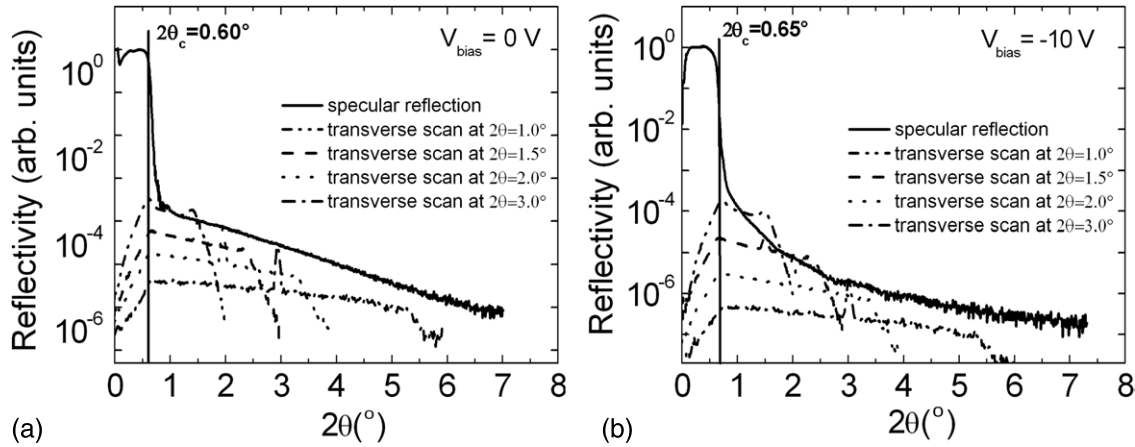 2θc=0.60°
Vbias= 0 V
specular reflection
transverse scan at 2θ=1.0°
transverse scan at 2θ=1.5°
transverse scan at 2θ=2.0°
transverse scan at 2θ=3.0°
Reflectivity (arb. units)
10^0
10^-2
10^-4
10^-6
0 1 2 3 4 5 6 7 8
2θ(°)
(a)
2θc=0.65°
Vbias= -10 V
specular reflection
transverse scan at 2θ=1.0°
transverse scan at 2θ=1.5°
transverse scan at 2θ=2.0°
transverse scan at 2θ=3.0°
Reflectivity (arb. units)
10^0
10^-2
10^-4
10^-6
0 1 2 3 4 5 6 7 8
2θ(°)
(b)